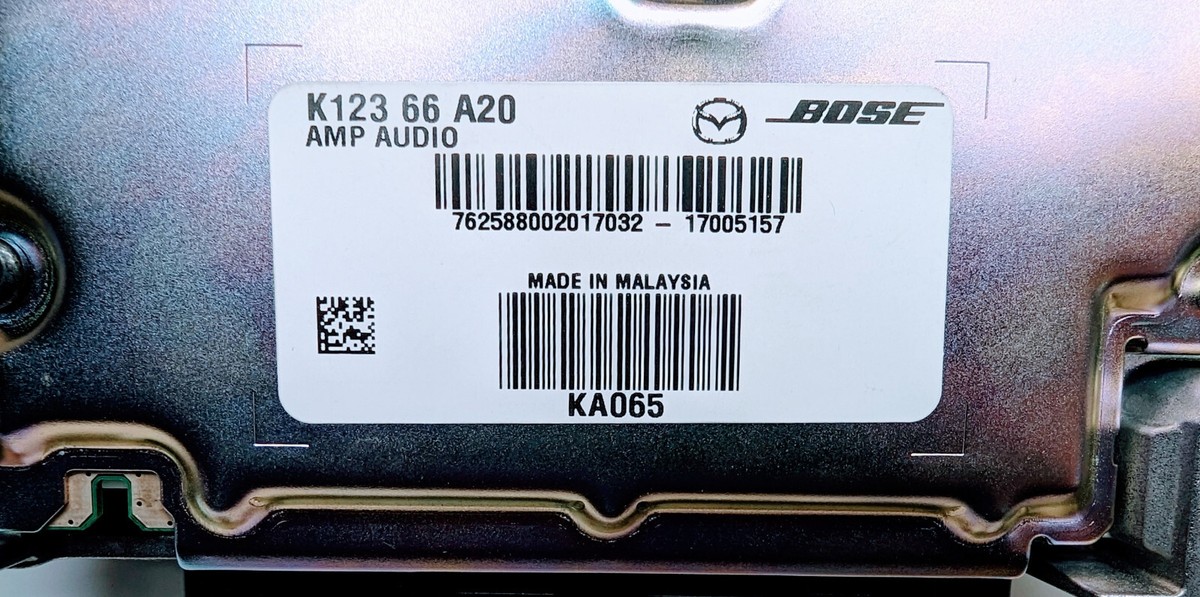 K123 66 A20
AMP AUDIO
BOSE
762588002017032 – 17005157
MADE IN MALAYSIA
KA065